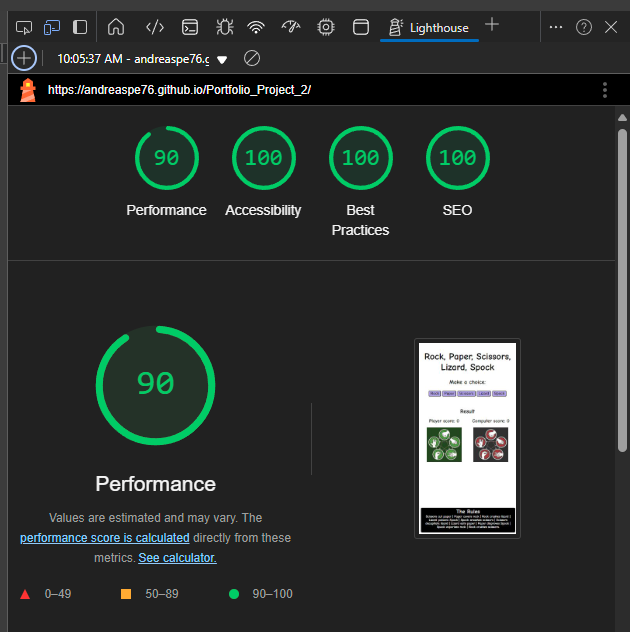 Lighthouse
10:05:37 AM - andreaspe76.g
https://andreaspe76.github.io/Portfolio_Project_2/
90
100
100
100
Performance
Accessibility
Best
Practices
SEO
90
Performance
Values are estimated and may vary. The
performance score is calculated directly from these
metrics. See calculator.
0–49
50–89
90–100
Rock, Paper, Scissors,
Lizard, Spock
Make a choice:
Rock Paper Scissors Lizard Spock
Result
Player score: 0
Computer score: 0
The Rules